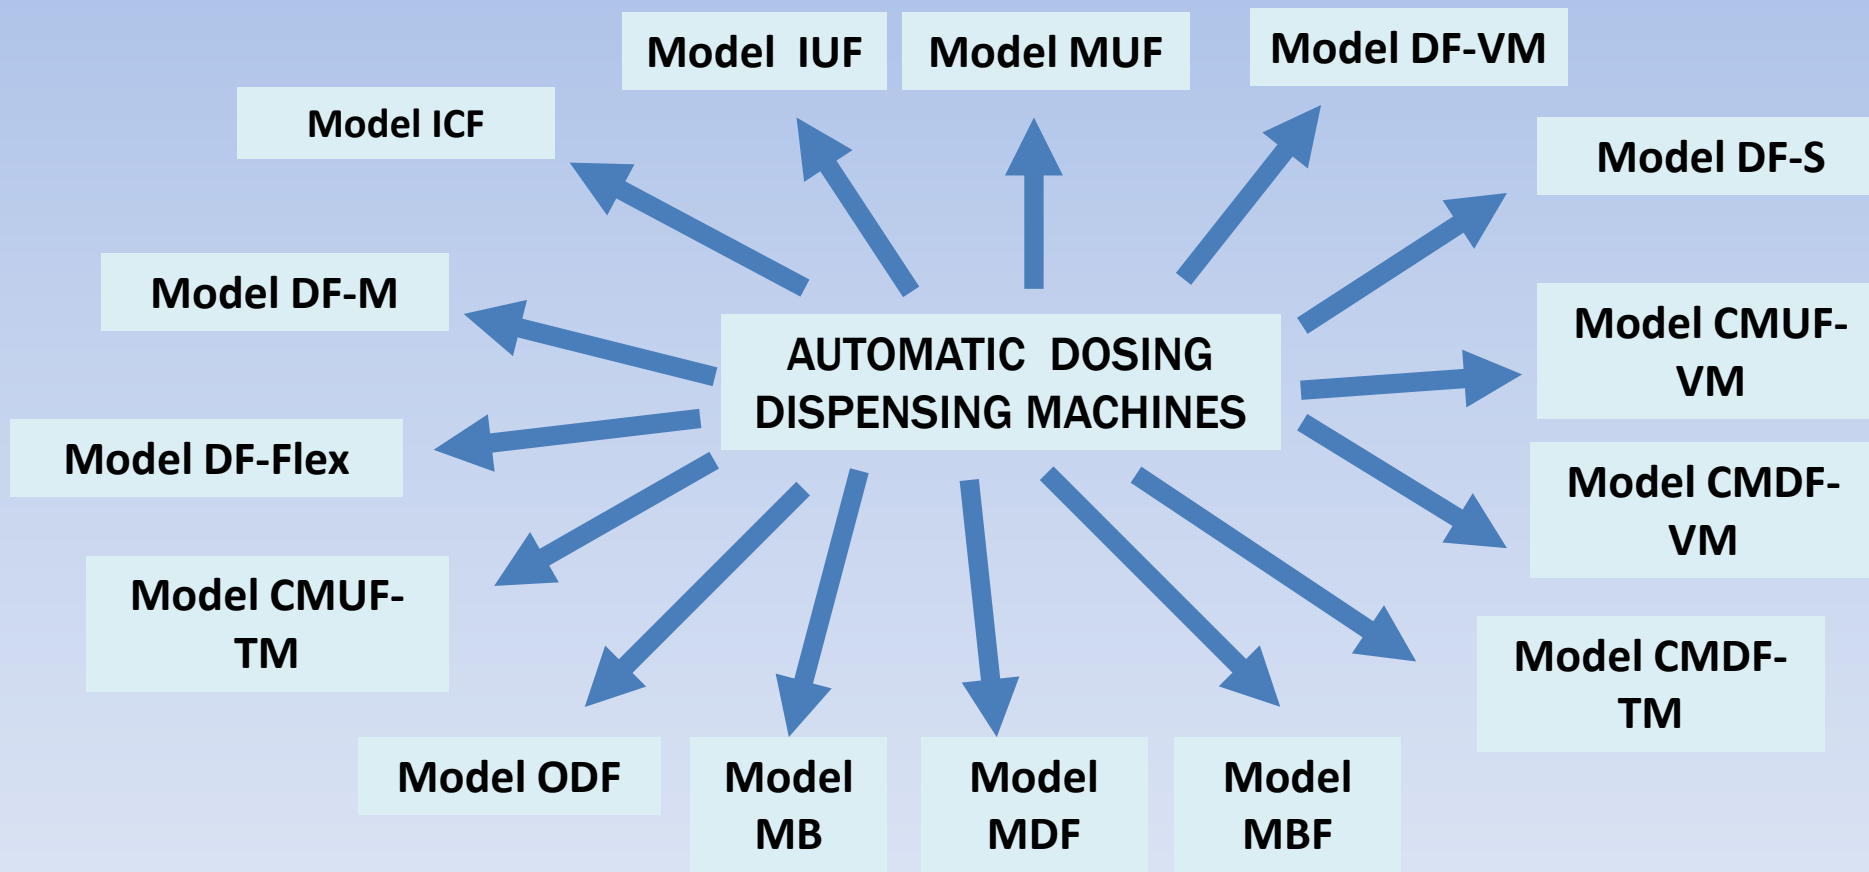 Model IUF
Model MUF
Model DF-VM
Model ICF
Model DF-S
Model DF-M
Model CMUF-
VM
AUTOMATIC DOSING
DISPENSING MACHINES
Model DF-Flex
Model CMDF-
VM
Model CMUF-
TM
Model CMDF-
TM
Model ODF
Model
MB
Model
MDF
Model
MBF